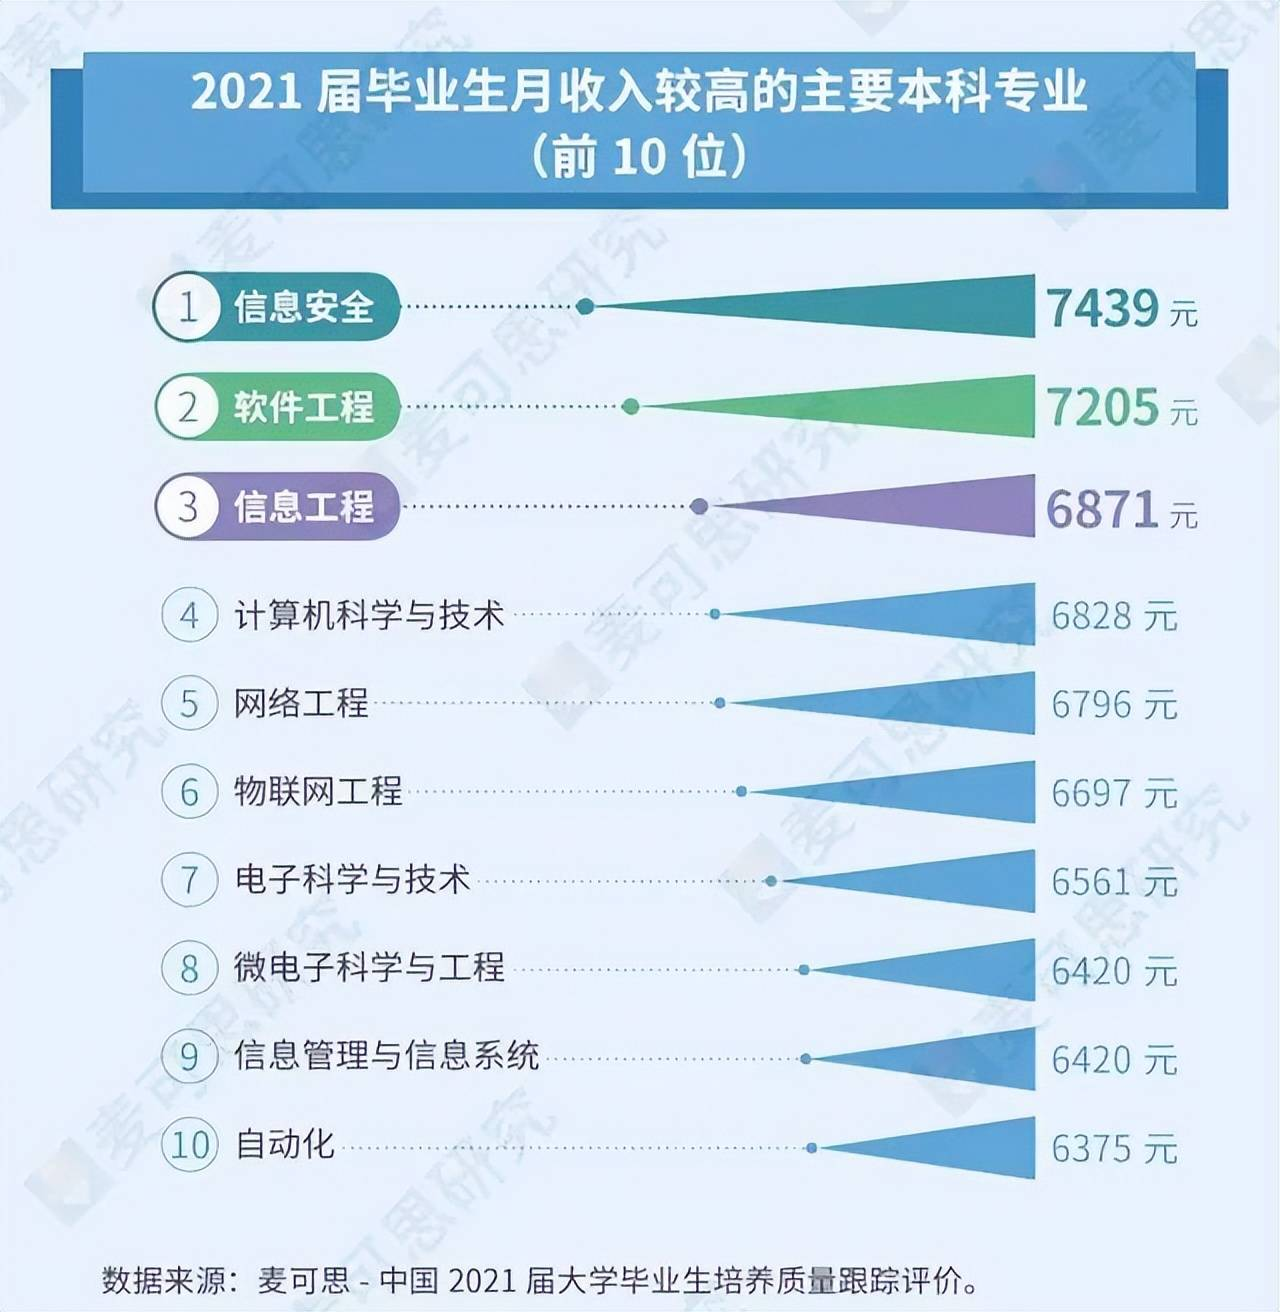 2021 届毕业生月收入较高的主要本科专业
（前 10 位）
1 信息安全 7439 元
2 软件工程 7205 元
3 信息工程 6871 元
4 计算机科学与技术 6828 元
5 网络工程 6796 元
6 物联网工程 6697 元
7 电子科学与技术 6561 元
8 微电子科学与工程 6420 元
9 信息管理与信息系统 6420 元
10 自动化 6375 元
数据来源：麦可思 - 中国 2021 届大学毕业生培养质量跟踪评价。
麦可思研究